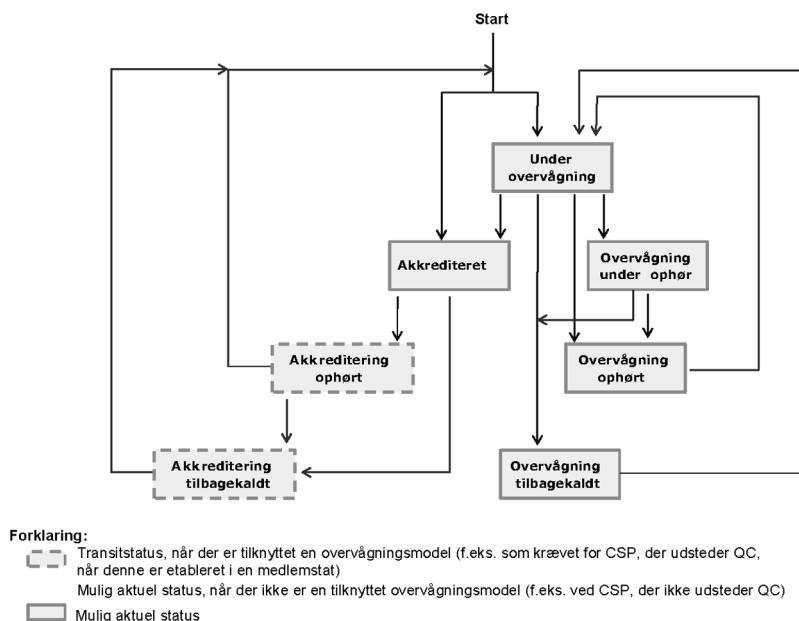 Start
Under
overvågning
Akkrediteret
Overvågning
under ophør
Akkreditering
ophørt
Overvågning
ophørt
Akkreditering
tilbagekaldt
Overvågning
tilbagekaldt
Forklaring:
Transitstatus, når der er tilknyttet en overvågningsmodel (f.eks. som krævet for CSP, der udsteder QC,
når denne er etableret i en medlemstat)
Mulig aktuel status, når der ikke er en tilknyttet overvågningsmodel (f.eks. ved CSP, der ikke udsteder QC)
Mulig aktuel status